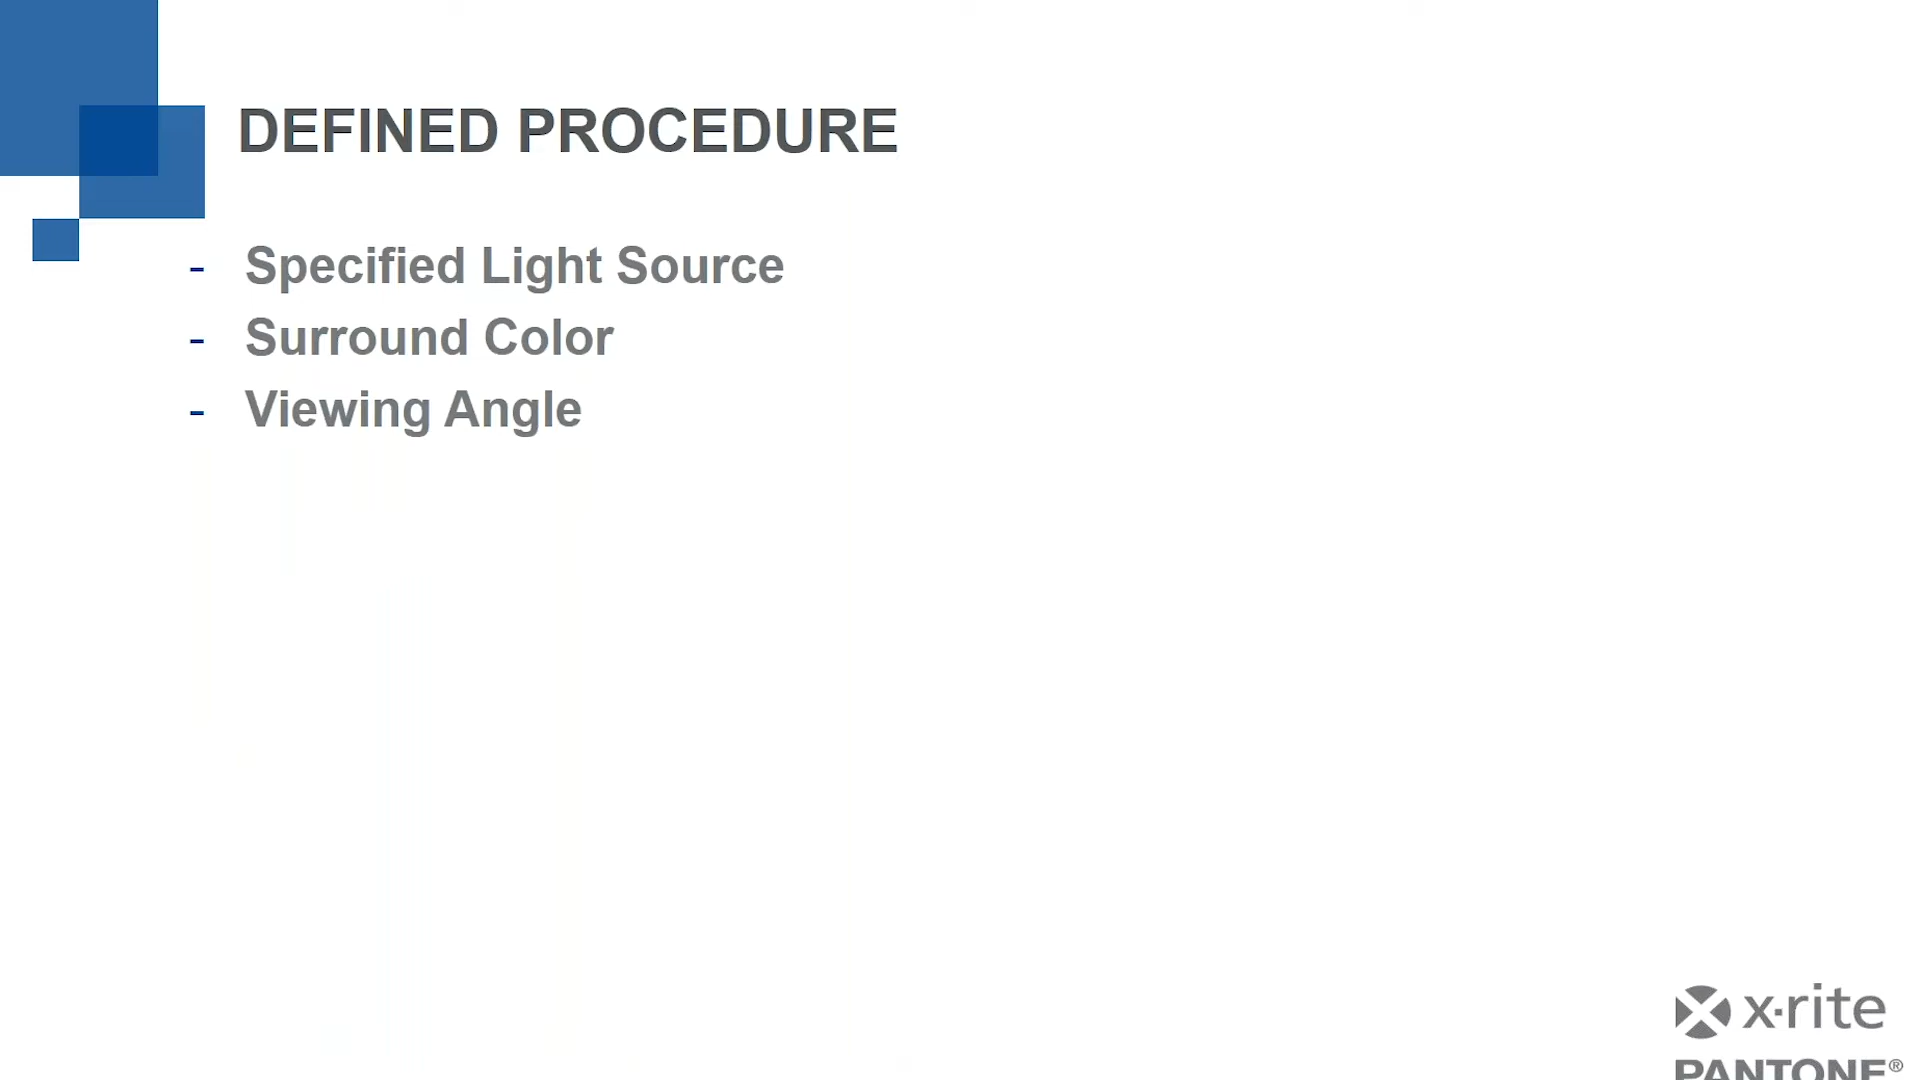 DEFINED PROCEDURE
- Specified Light Source
- Surround Color
- Viewing Angle
x·rite
PANTONE®